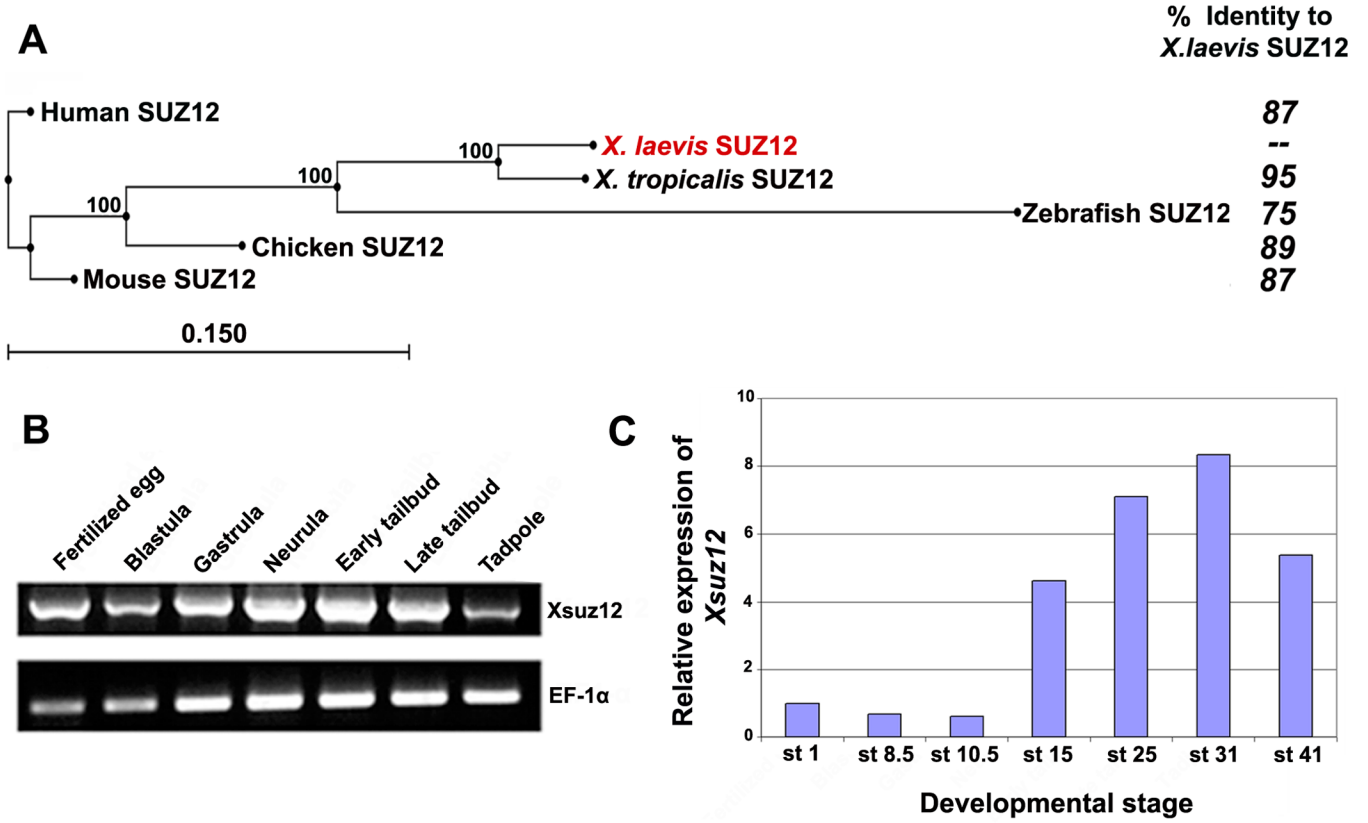 A
% Identity to
X.laevis SUZ12
Human SUZ12
87
100
X. laevis SUZ12
--
100
X. tropicalis SUZ12
95
100
Zebrafish SUZ12
75
Chicken SUZ12
89
Mouse SUZ12
87
0.150
B
Fertilized egg
Blastula
Gastrula
Neurula
Early tailbud
Late tailbud
Tadpole
Xsuz12
EF-1α
C
Relative expression of
Xsuz12
10
8
6
4
2
0
st 1
st 8.5
st 10.5
st 15
st 25
st 31
st 41
Developmental stage